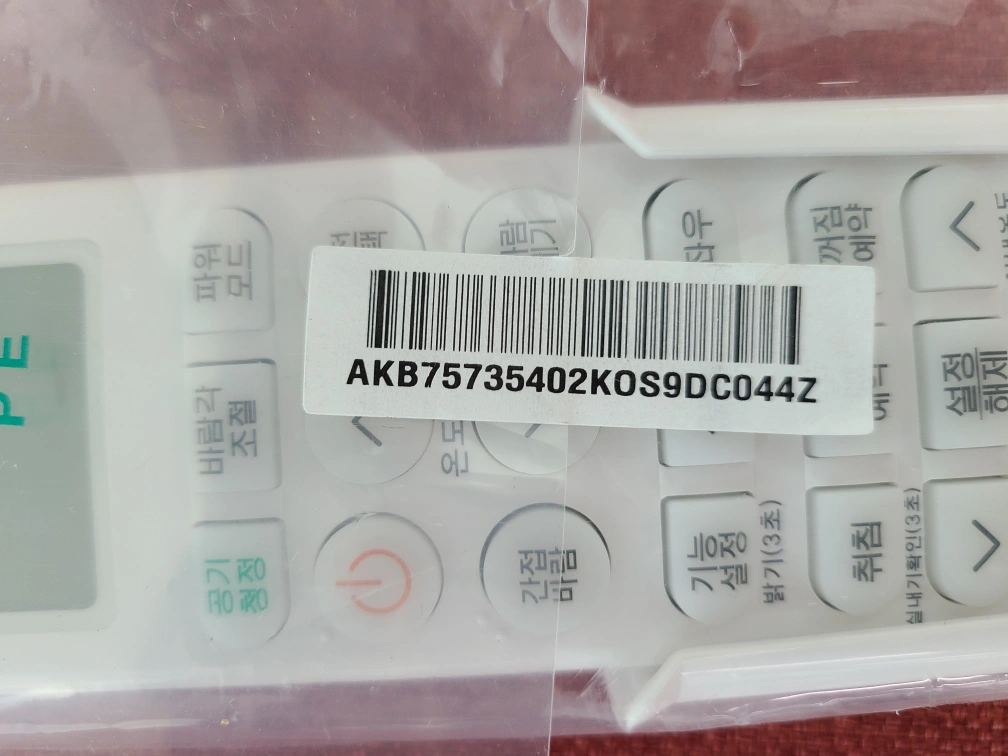 PE
파워
모드
바람각
조절
공기
청정
온도
AKB75735402KOS9DC044Z
간접
바람
기능
설정
밝기(3초)
꺼짐
예약
취침
실내기확인(3초)
설정
해제